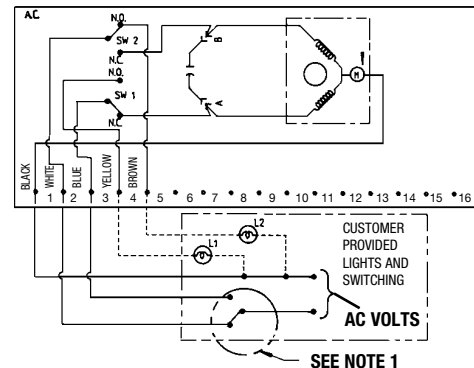 A.C.
N.O.
SW 2
N.C.
N.O.
SW 1
N.C.
B
A
M
BLACK
WHITE
BLUE
YELLOW
BROWN
1 2 3 4 5 6 7 8 9 10 11 12 13 14 15 16
L2
L1
CUSTOMER
PROVIDED
LIGHTS AND
SWITCHING
AC VOLTS
SEE NOTE 1